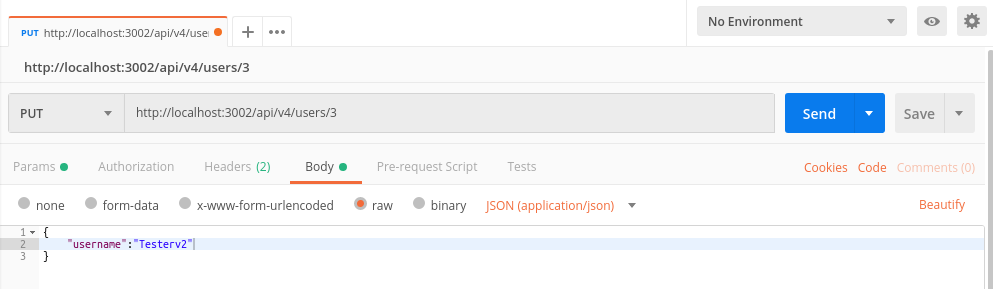 PUT http://localhost:3002/api/v4/user
No Environment
http://localhost:3002/api/v4/users/3
PUT http://localhost:3002/api/v4/users/3 Send Save
Params Authorization Headers (2) Body Pre-request Script Tests Cookies Code Comments (0)
none form-data x-www-form-urlencoded raw binary JSON (application/json) Beautify
1 {
2 "username":"Testerv2"
3 }